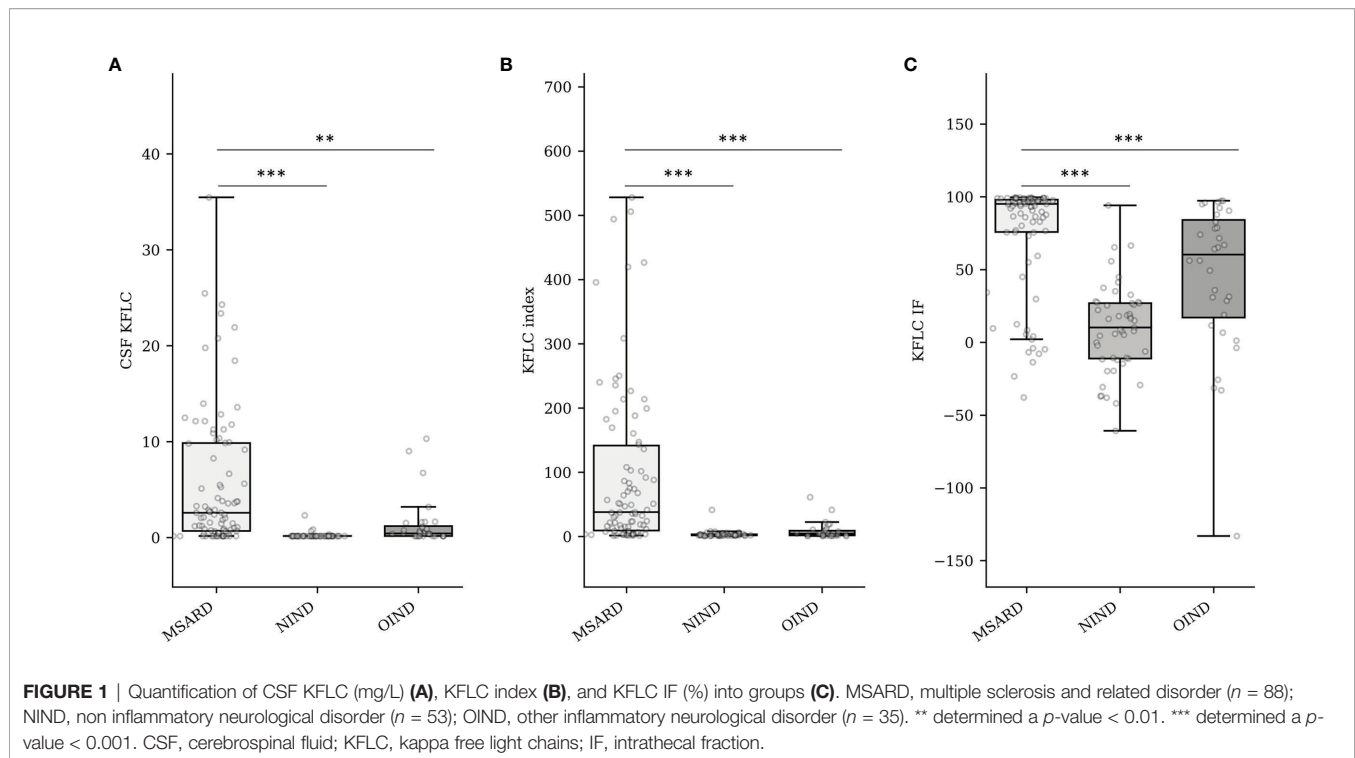 A
B
C
40
30
20
10
0
CSF KFLC
**
***
MSARD
NIND
OIND
700
600
500
400
300
200
100
0
KFLC index
***
***
MSARD
NIND
OIND
150
100
50
0
−50
−100
−150
KFLC IF
***
***
MSARD
NIND
OIND
FIGURE 1 | Quantification of CSF KFLC (mg/L) (A), KFLC index (B), and KFLC IF (%) into groups (C). MSARD, multiple sclerosis and related disorder (n = 88);
NIND, non inflammatory neurological disorder (n = 53); OIND, other inflammatory neurological disorder (n = 35). ** determined a p-value < 0.01. *** determined a p-
value < 0.001. CSF, cerebrospinal fluid; KFLC, kappa free light chains; IF, intrathecal fraction.